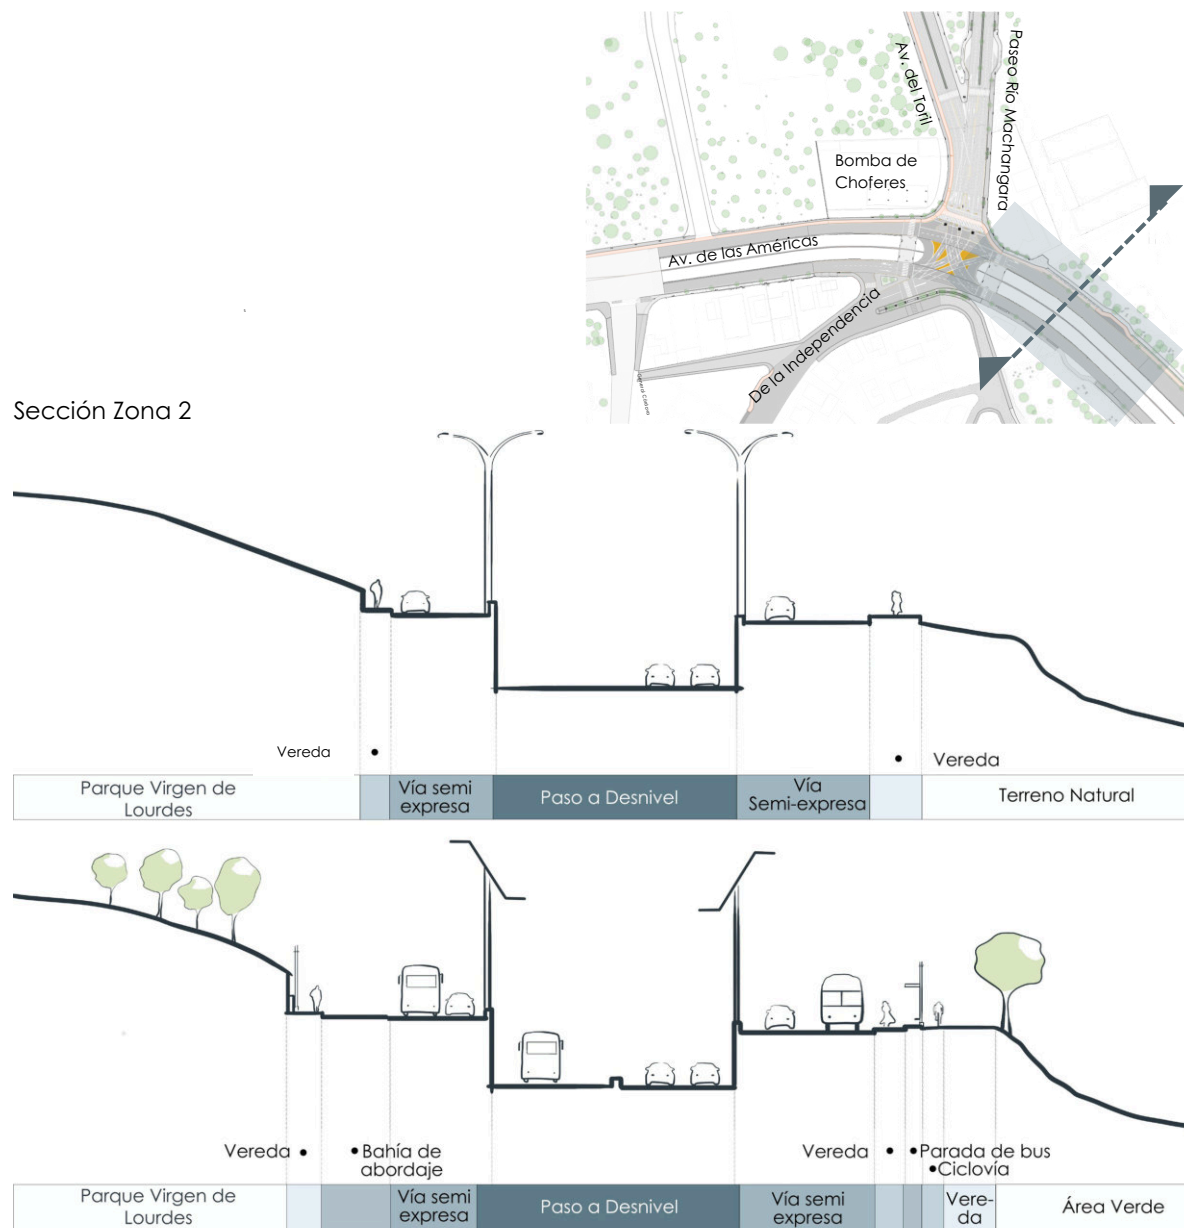 Av. del Toril
Paseo Río Machangara
Bomba de
Choferes
Av. de las Américas
De la Independencia
Sección Zona 2
Vereda
Vereda
Parque Virgen de
Lourdes
Vía semi
expresa
Paso a Desnivel
Vía
Semi-expresa
Terreno Natural
Vereda
Bahía de
abordaje
Vereda
Parada de bus
Ciclovía
Parque Virgen de
Lourdes
Vía semi
expresa
Paso a Desnivel
Vía semi
expresa
Vere-
da
Área Verde